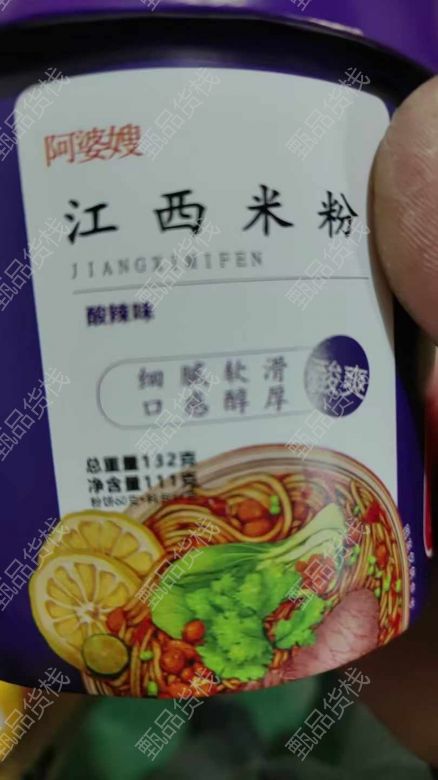 阿婆嫂
江西米粉
JIANGXIMIFEN
酸辣味
细腻软滑
口感醇厚
酸爽
总重量132克
净含量111克
甄品货栈